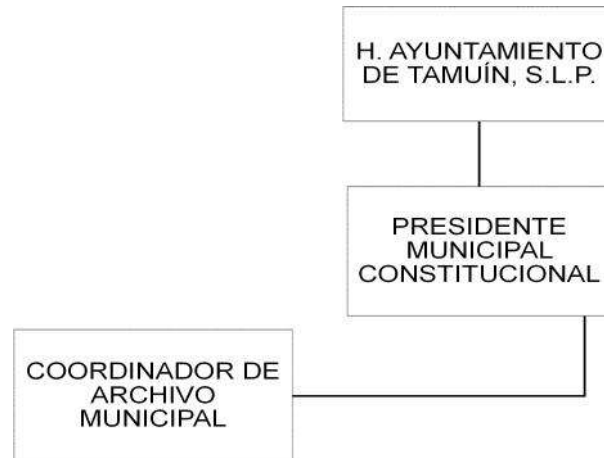 H. AYUNTAMIENTO
DE TAMUÍN, S.L.P.
PRESIDENTE
MUNICIPAL
CONSTITUCIONAL
COORDINADOR DE
ARCHIVO
MUNICIPAL